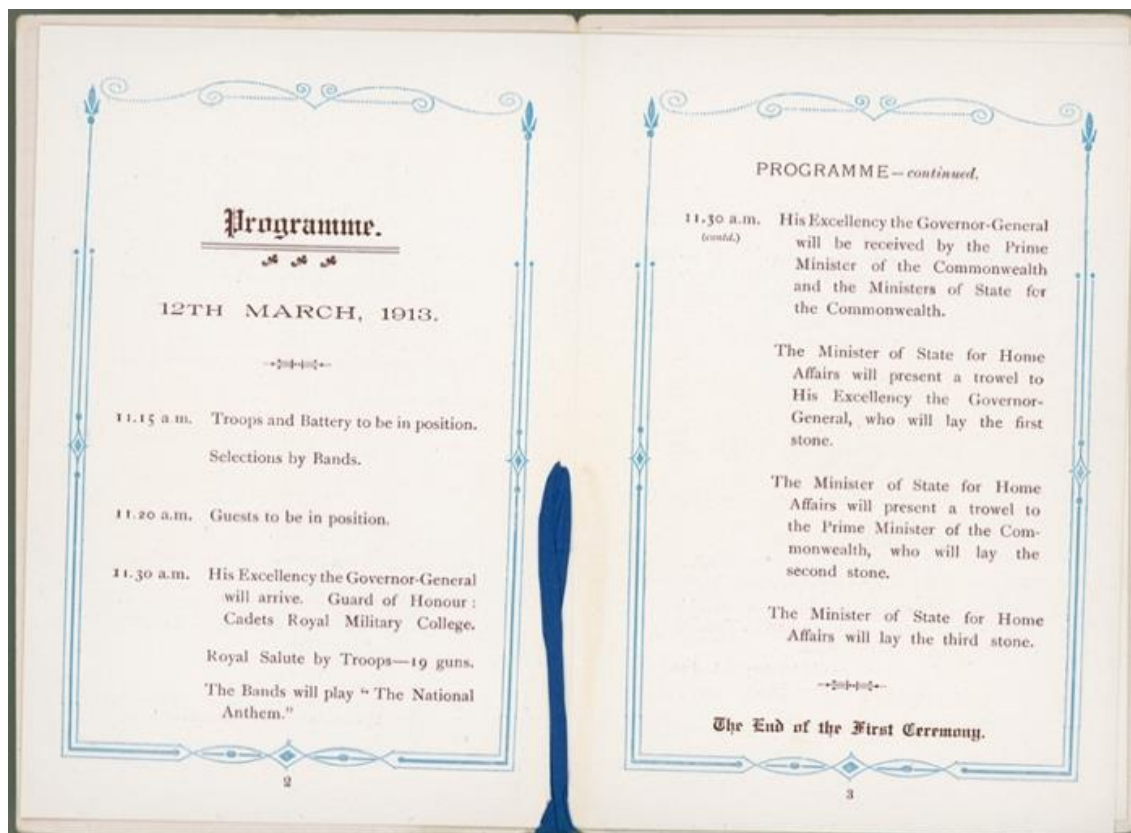 Programme.
12TH MARCH, 1913.
11.15 a.m. Troops and Battery to be in position.
Selections by Bands.
11.20 a.m. Guests to be in position.
11.30 a.m. His Excellency the Governor-General
will arrive. Guard of Honour:
Cadets Royal Military College.
Royal Salute by Troops—19 guns.
The Bands will play “The National
Anthem.”
2
PROGRAMME—continued.
11.30 a.m. His Excellency the Governor-General
(contd.) will be received by the Prime
Minister of the Commonwealth
and the Ministers of State for
the Commonwealth.
The Minister of State for Home
Affairs will present a trowel to
His Excellency the Governor-
General, who will lay the first
stone.
The Minister of State for Home
Affairs will present a trowel to
the Prime Minister of the Com-
monwealth, who will lay the
second stone.
The Minister of State for Home
Affairs will lay the third stone.
The End of the First Ceremony.
3